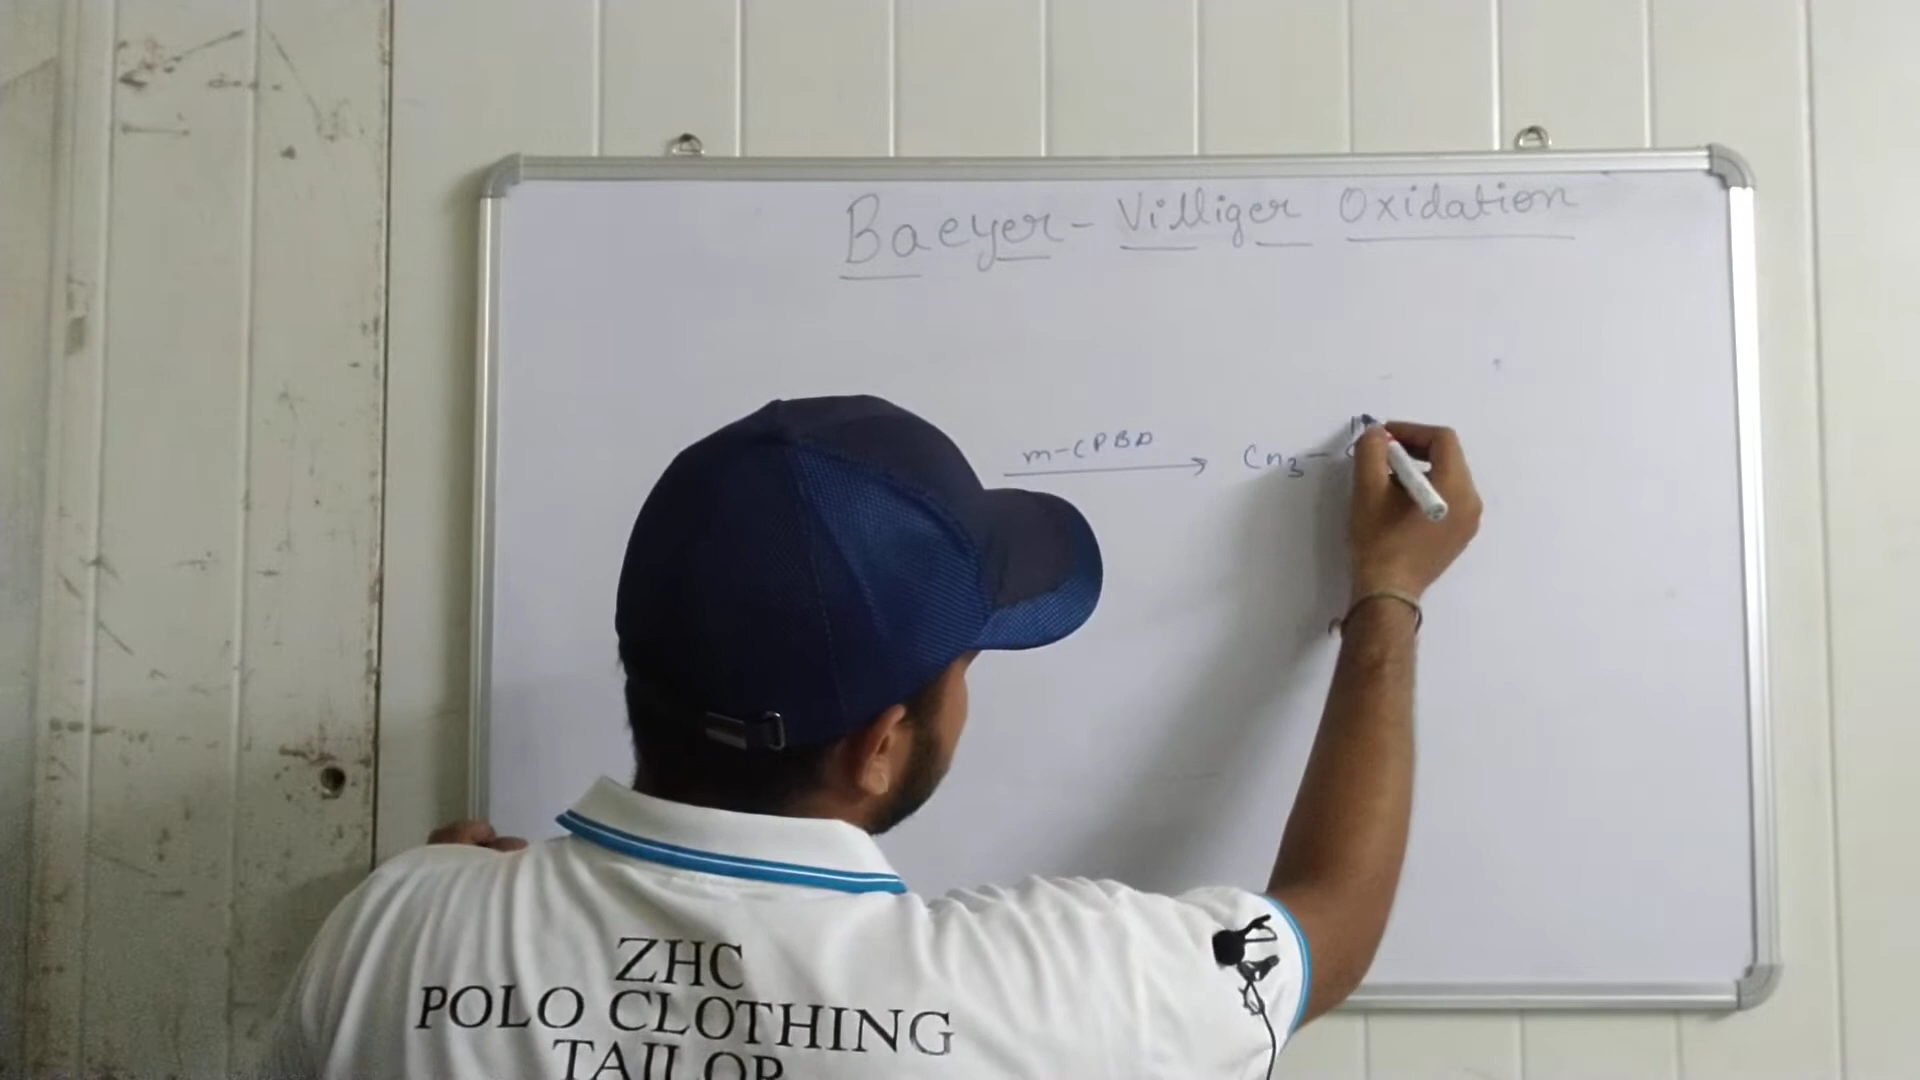 Baeyer - Villiger Oxidation
m-CPBA
CH3 - C
ZHC
POLO CLOTHING
TAILOR